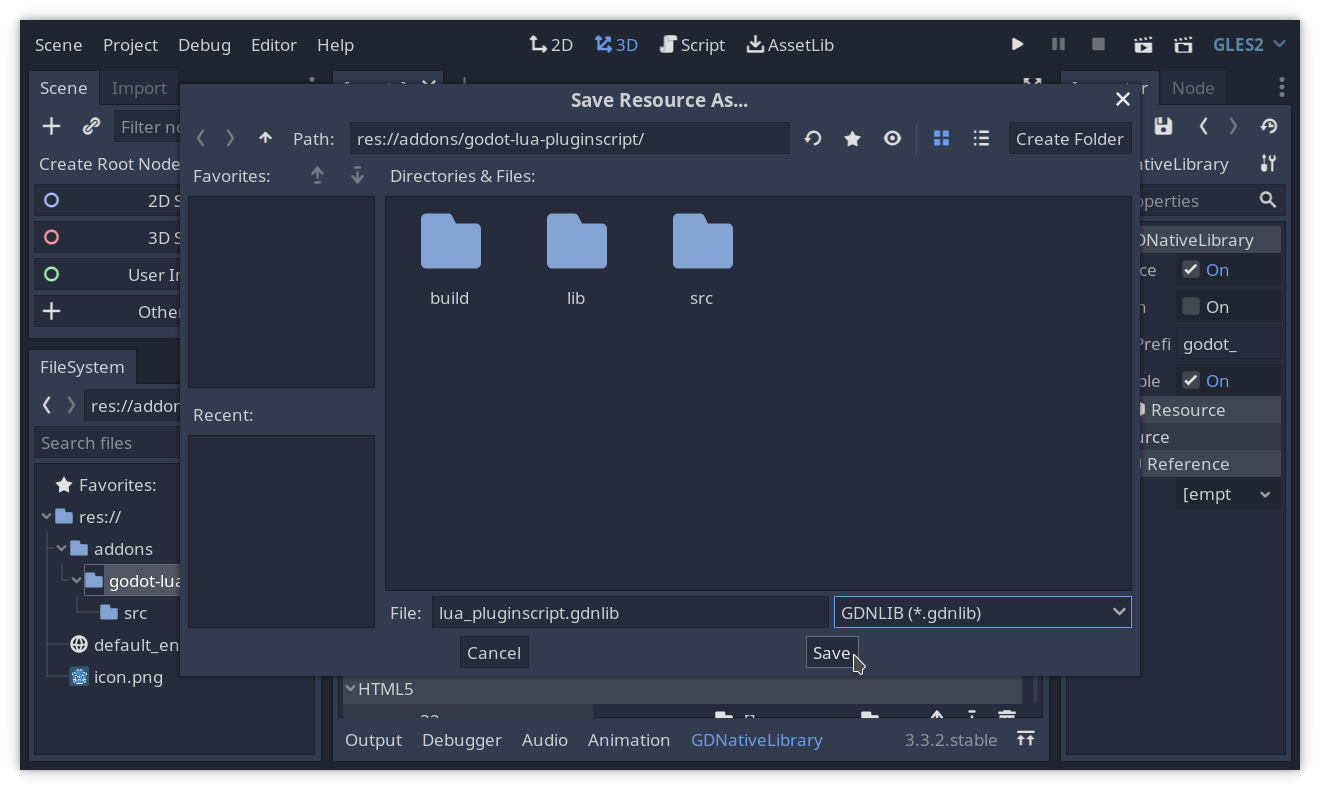 Scene Project Debug Editor Help 2D 3D Script AssetLib GLES2
Scene Import Node
Save Resource As...
Filter
Path: res://addons/godot-lua-pluginscript/ Create Folder
Create Root Node
Favorites: Directories & Files:
2D
3D
User
Other
build lib src
FileSystem
res://addon
Search files
Favorites:
res://
addons
godot-lua
src
default_en
icon.png
Recent:
File: lua_pluginscript.gdnlib GDNLIB (*.gdnlib)
Cancel Save
ativeLibrary
operties
DNativeLibrary
On
On
Prefi godot_
ble On
Resource
urce
Reference
[empt
HTML5
Output Debugger Audio Animation GDNativeLibrary 3.3.2.stable